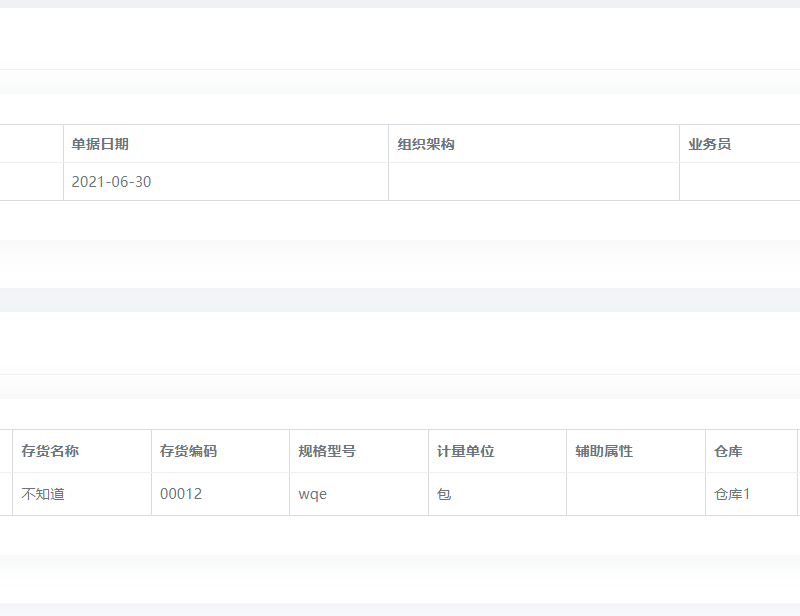 单据日期 组织架构 业务员
2021-06-30
存货名称 存货编码 规格型号 计量单位 辅助属性 仓库
不知道 00012 wqe 包 仓库1